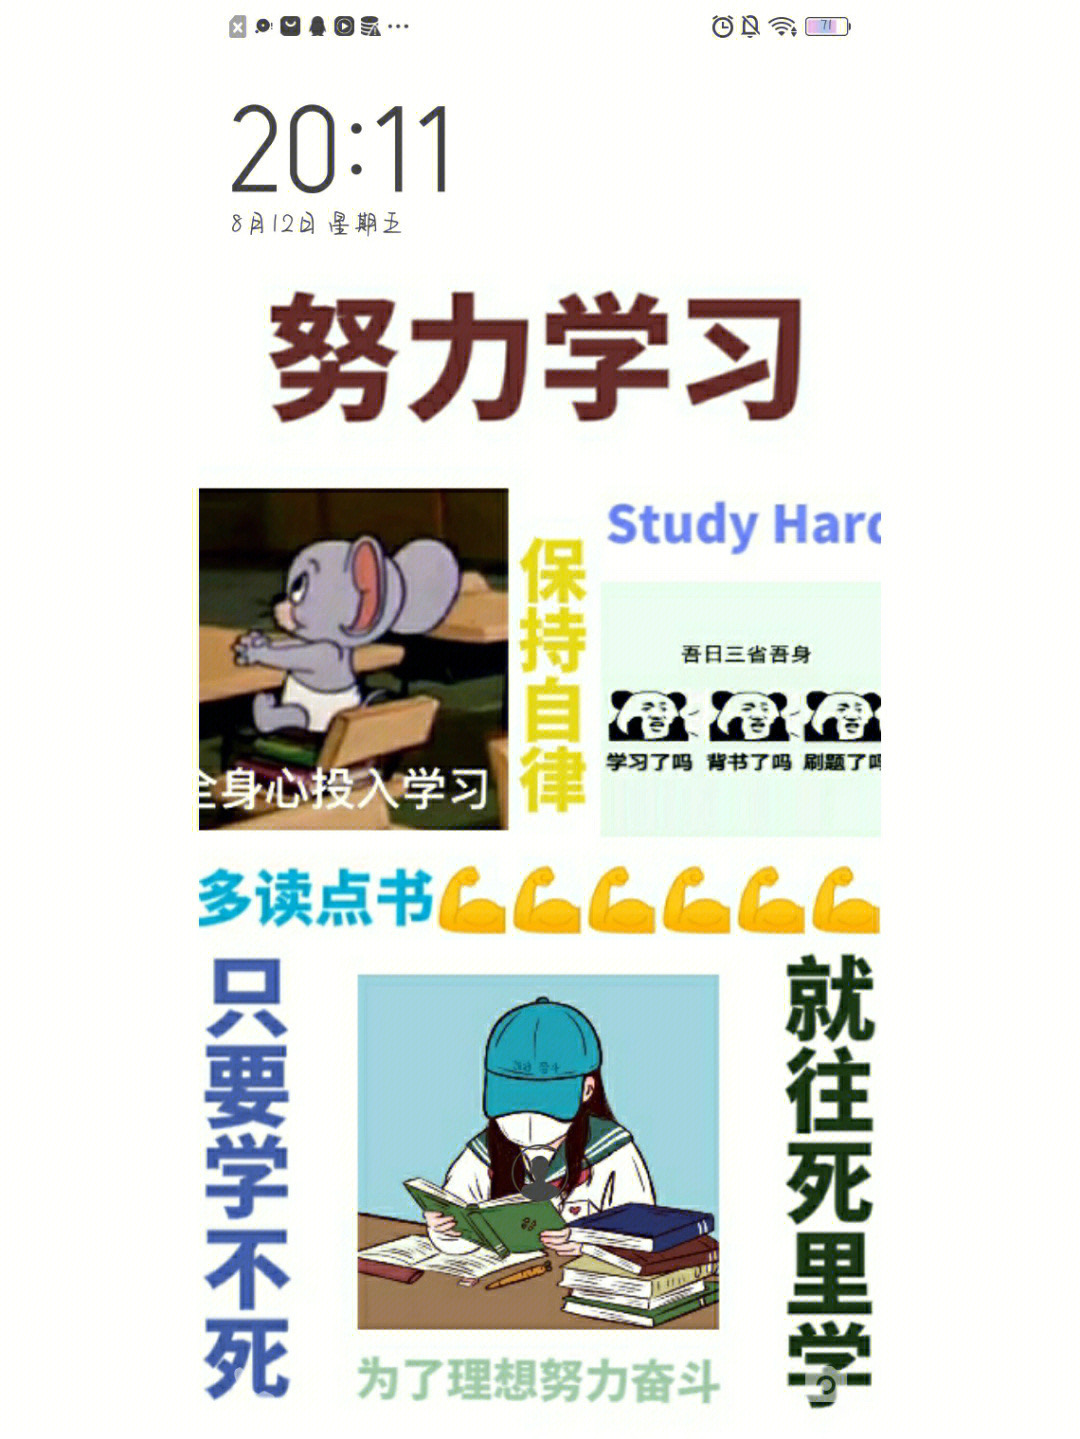 71
20:11
8月12日 星期五
努力学习
Study Hard
保持自律
吾日三省吾身
学习了吗 背书了吗 刷题了吗
全身心投入学习
多读点书💪💪💪💪💪💪
只要学不死
就往死里学
为了理想努力奋斗